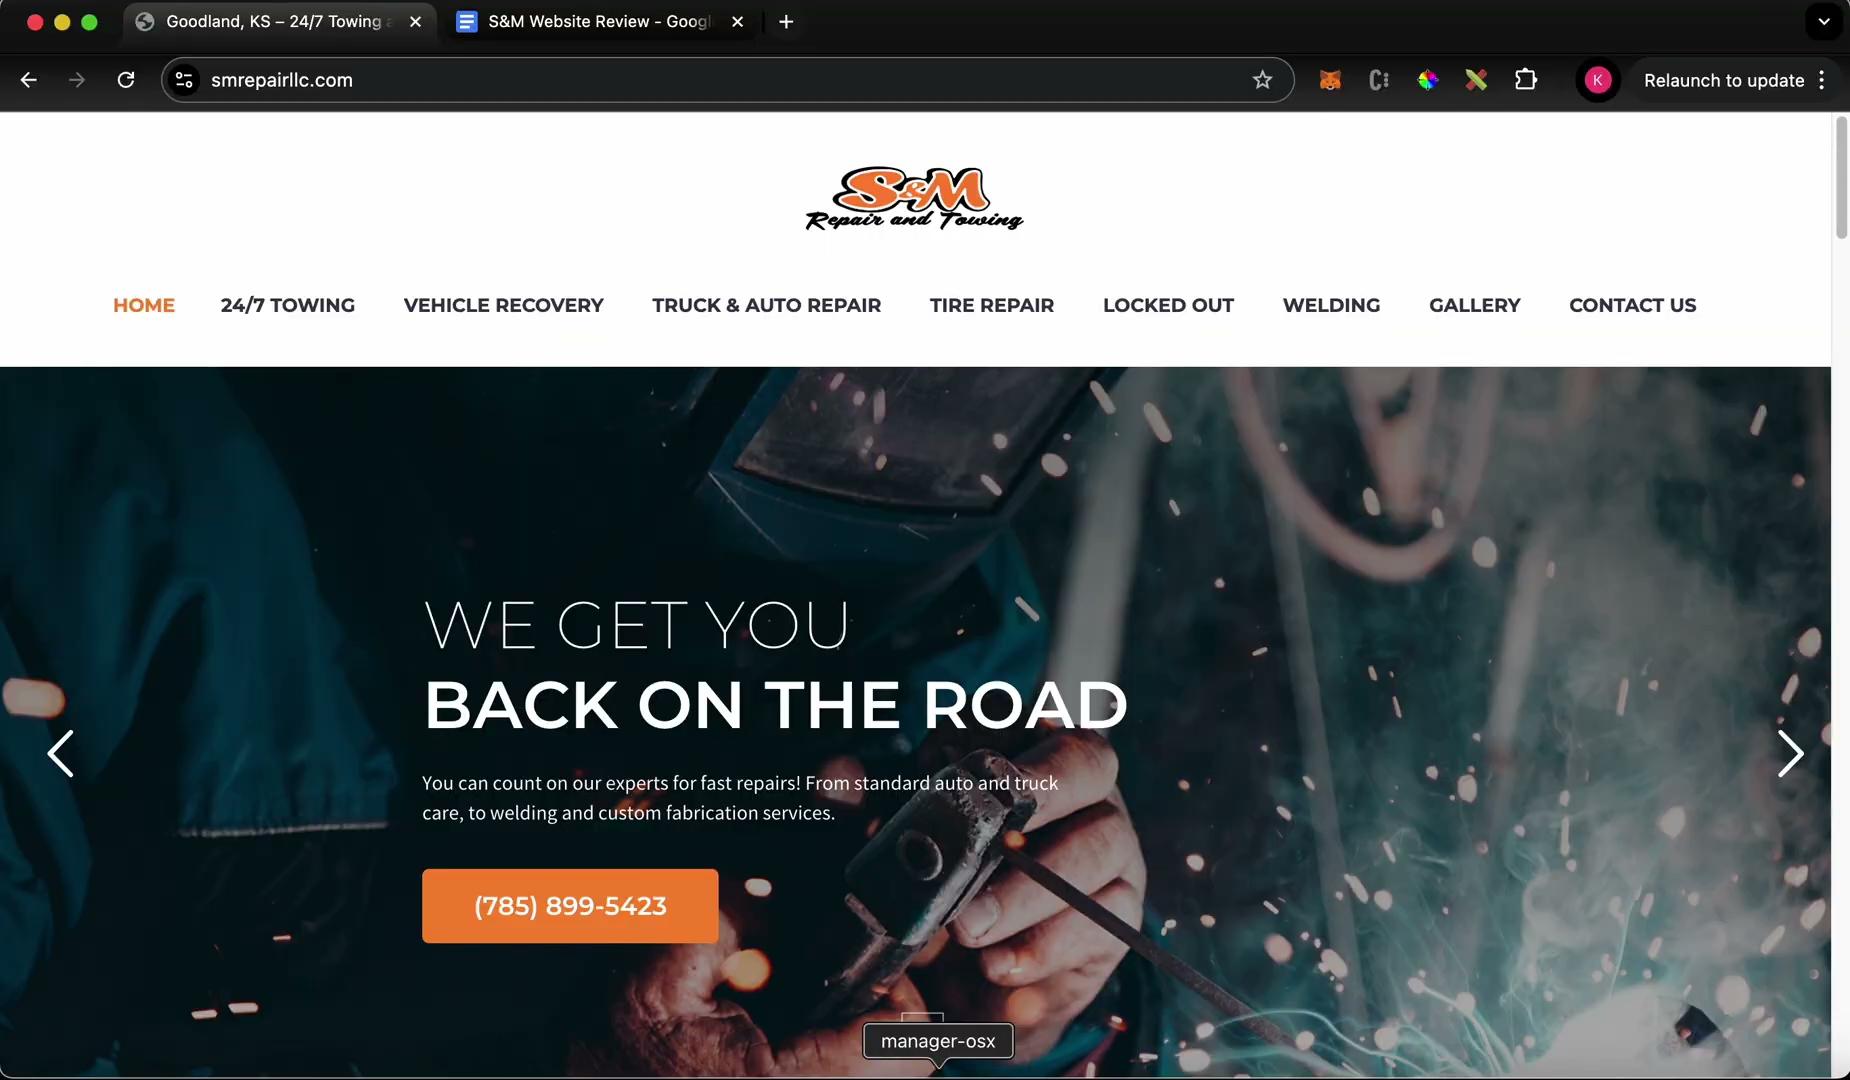 Goodland, KS – 24/7 Towing a
S&M Website Review - Googl
smrepairllc.com
K
Relaunch to update
S&M
Repair and Towing
HOME
24/7 TOWING
VEHICLE RECOVERY
TRUCK & AUTO REPAIR
TIRE REPAIR
LOCKED OUT
WELDING
GALLERY
CONTACT US
WE GET YOU
BACK ON THE ROAD
You can count on our experts for fast repairs! From standard auto and truck
care, to welding and custom fabrication services.
(785) 899-5423
manager-osx